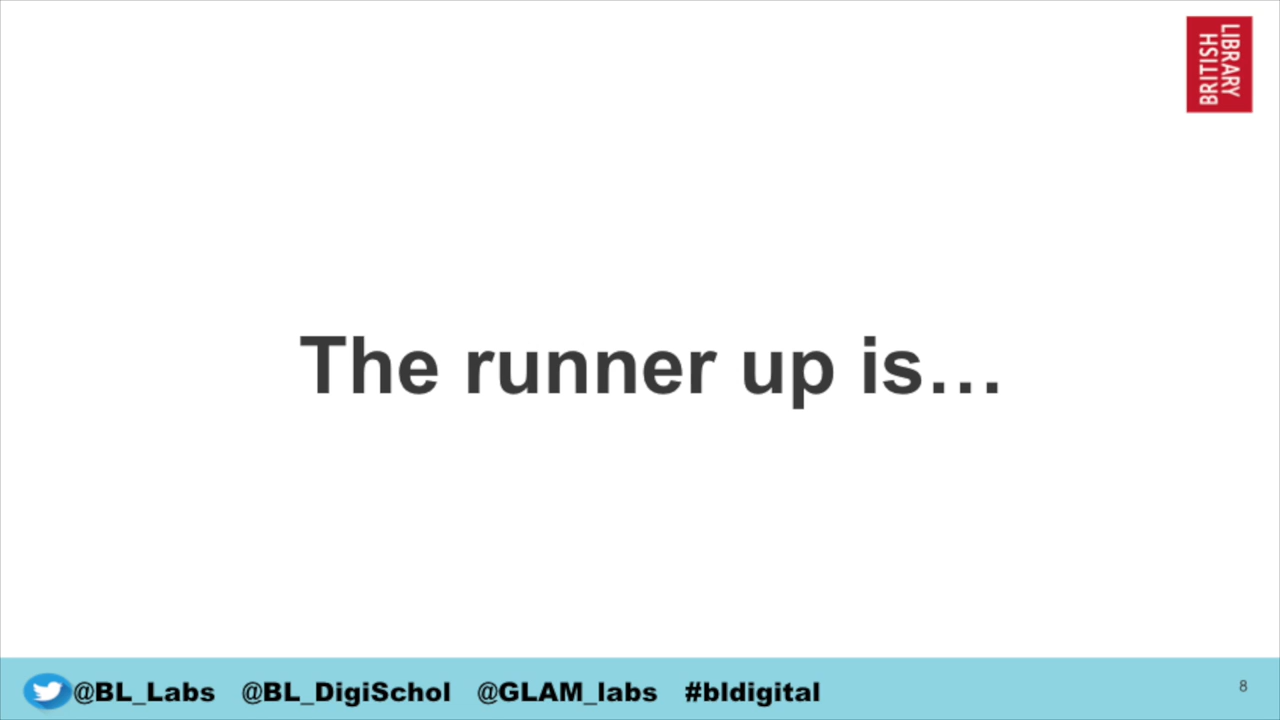 BRITISH
LIBRARY
The runner up is…
@BL_Labs @BL_DigiSchol @GLAM_labs #bldigital
8